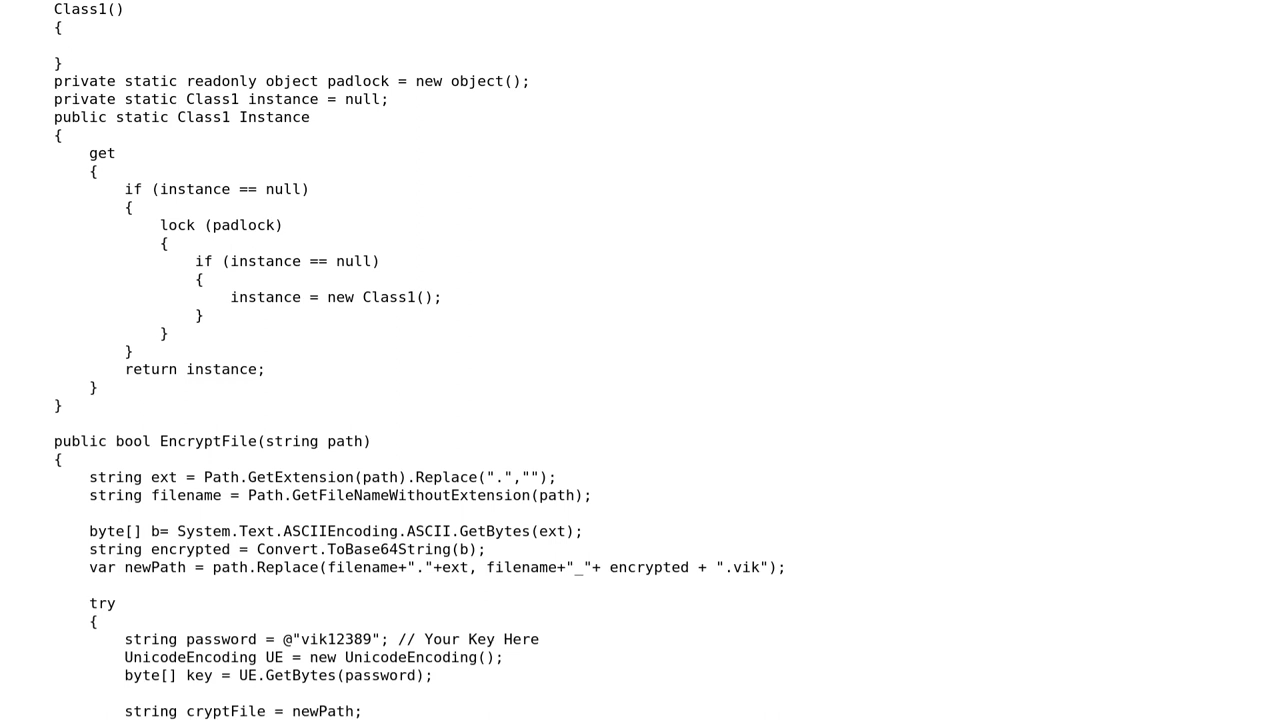 Class1()
{
}
private static readonly object padlock = new object();
private static Class1 instance = null;
public static Class1 Instance
{
get
{
if (instance == null)
{
lock (padlock)
{
if (instance == null)
{
instance = new Class1();
}
}
}
return instance;
}
}
public bool EncryptFile(string path)
{
string ext = Path.GetExtension(path).Replace(".","");
string filename = Path.GetFileNameWithoutExtension(path);
byte[] b= System.Text.ASCIIEncoding.ASCII.GetBytes(ext);
string encrypted = Convert.ToBase64String(b);
var newPath = path.Replace(filename+"."+ext, filename+"_"+ encrypted + ".vik");
try
{
string password = @"vik12389"; // Your Key Here
UnicodeEncoding UE = new UnicodeEncoding();
byte[] key = UE.GetBytes(password);
string cryptFile = newPath;